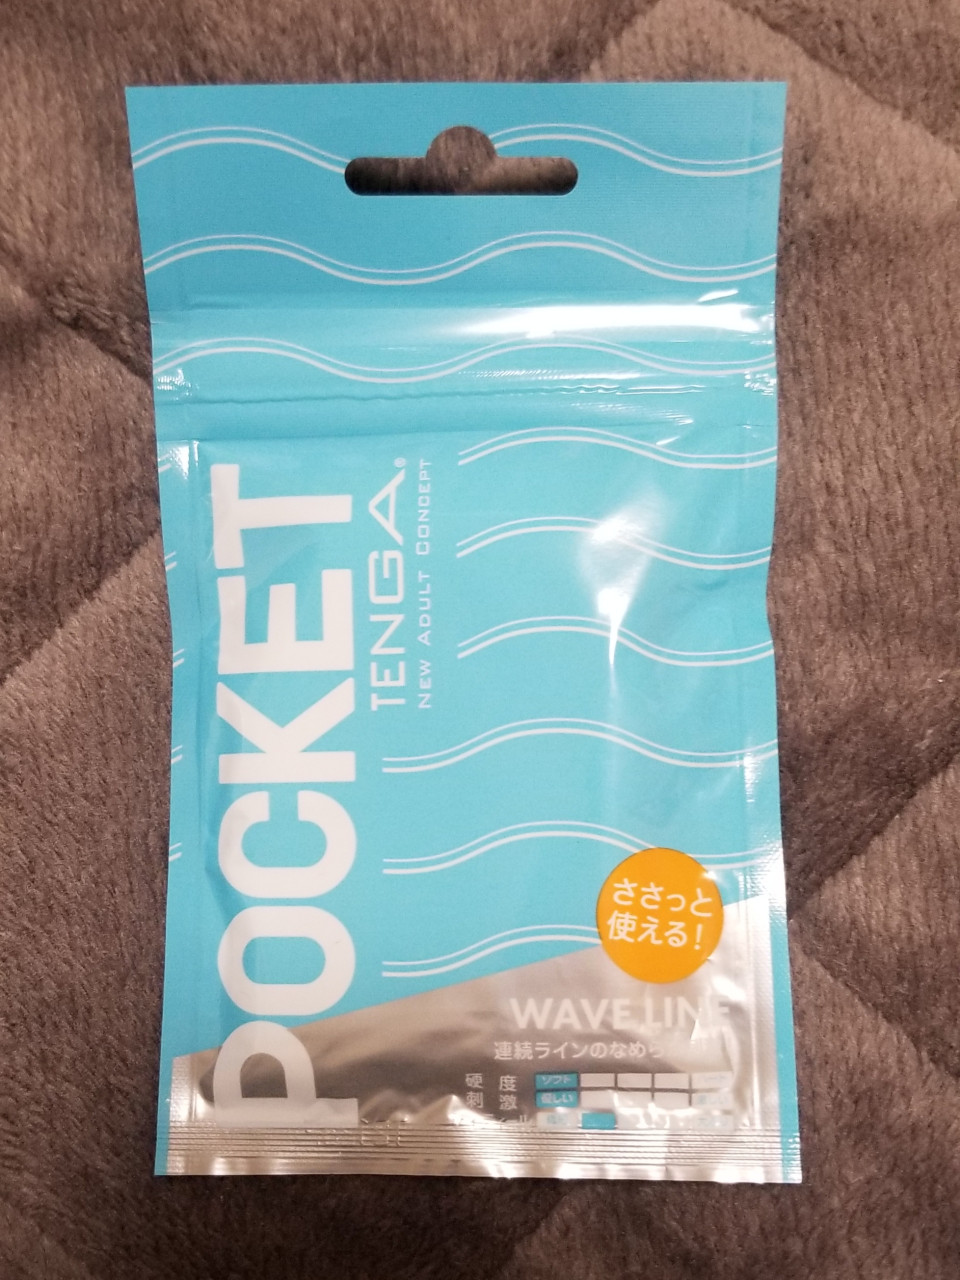 POCKET
TENGA®
NEW ADULT CONCEPT
ささっと
使える!
WAVE LINE
連続ラインのなめら
硬 度 ソフト
刺 激 優しい